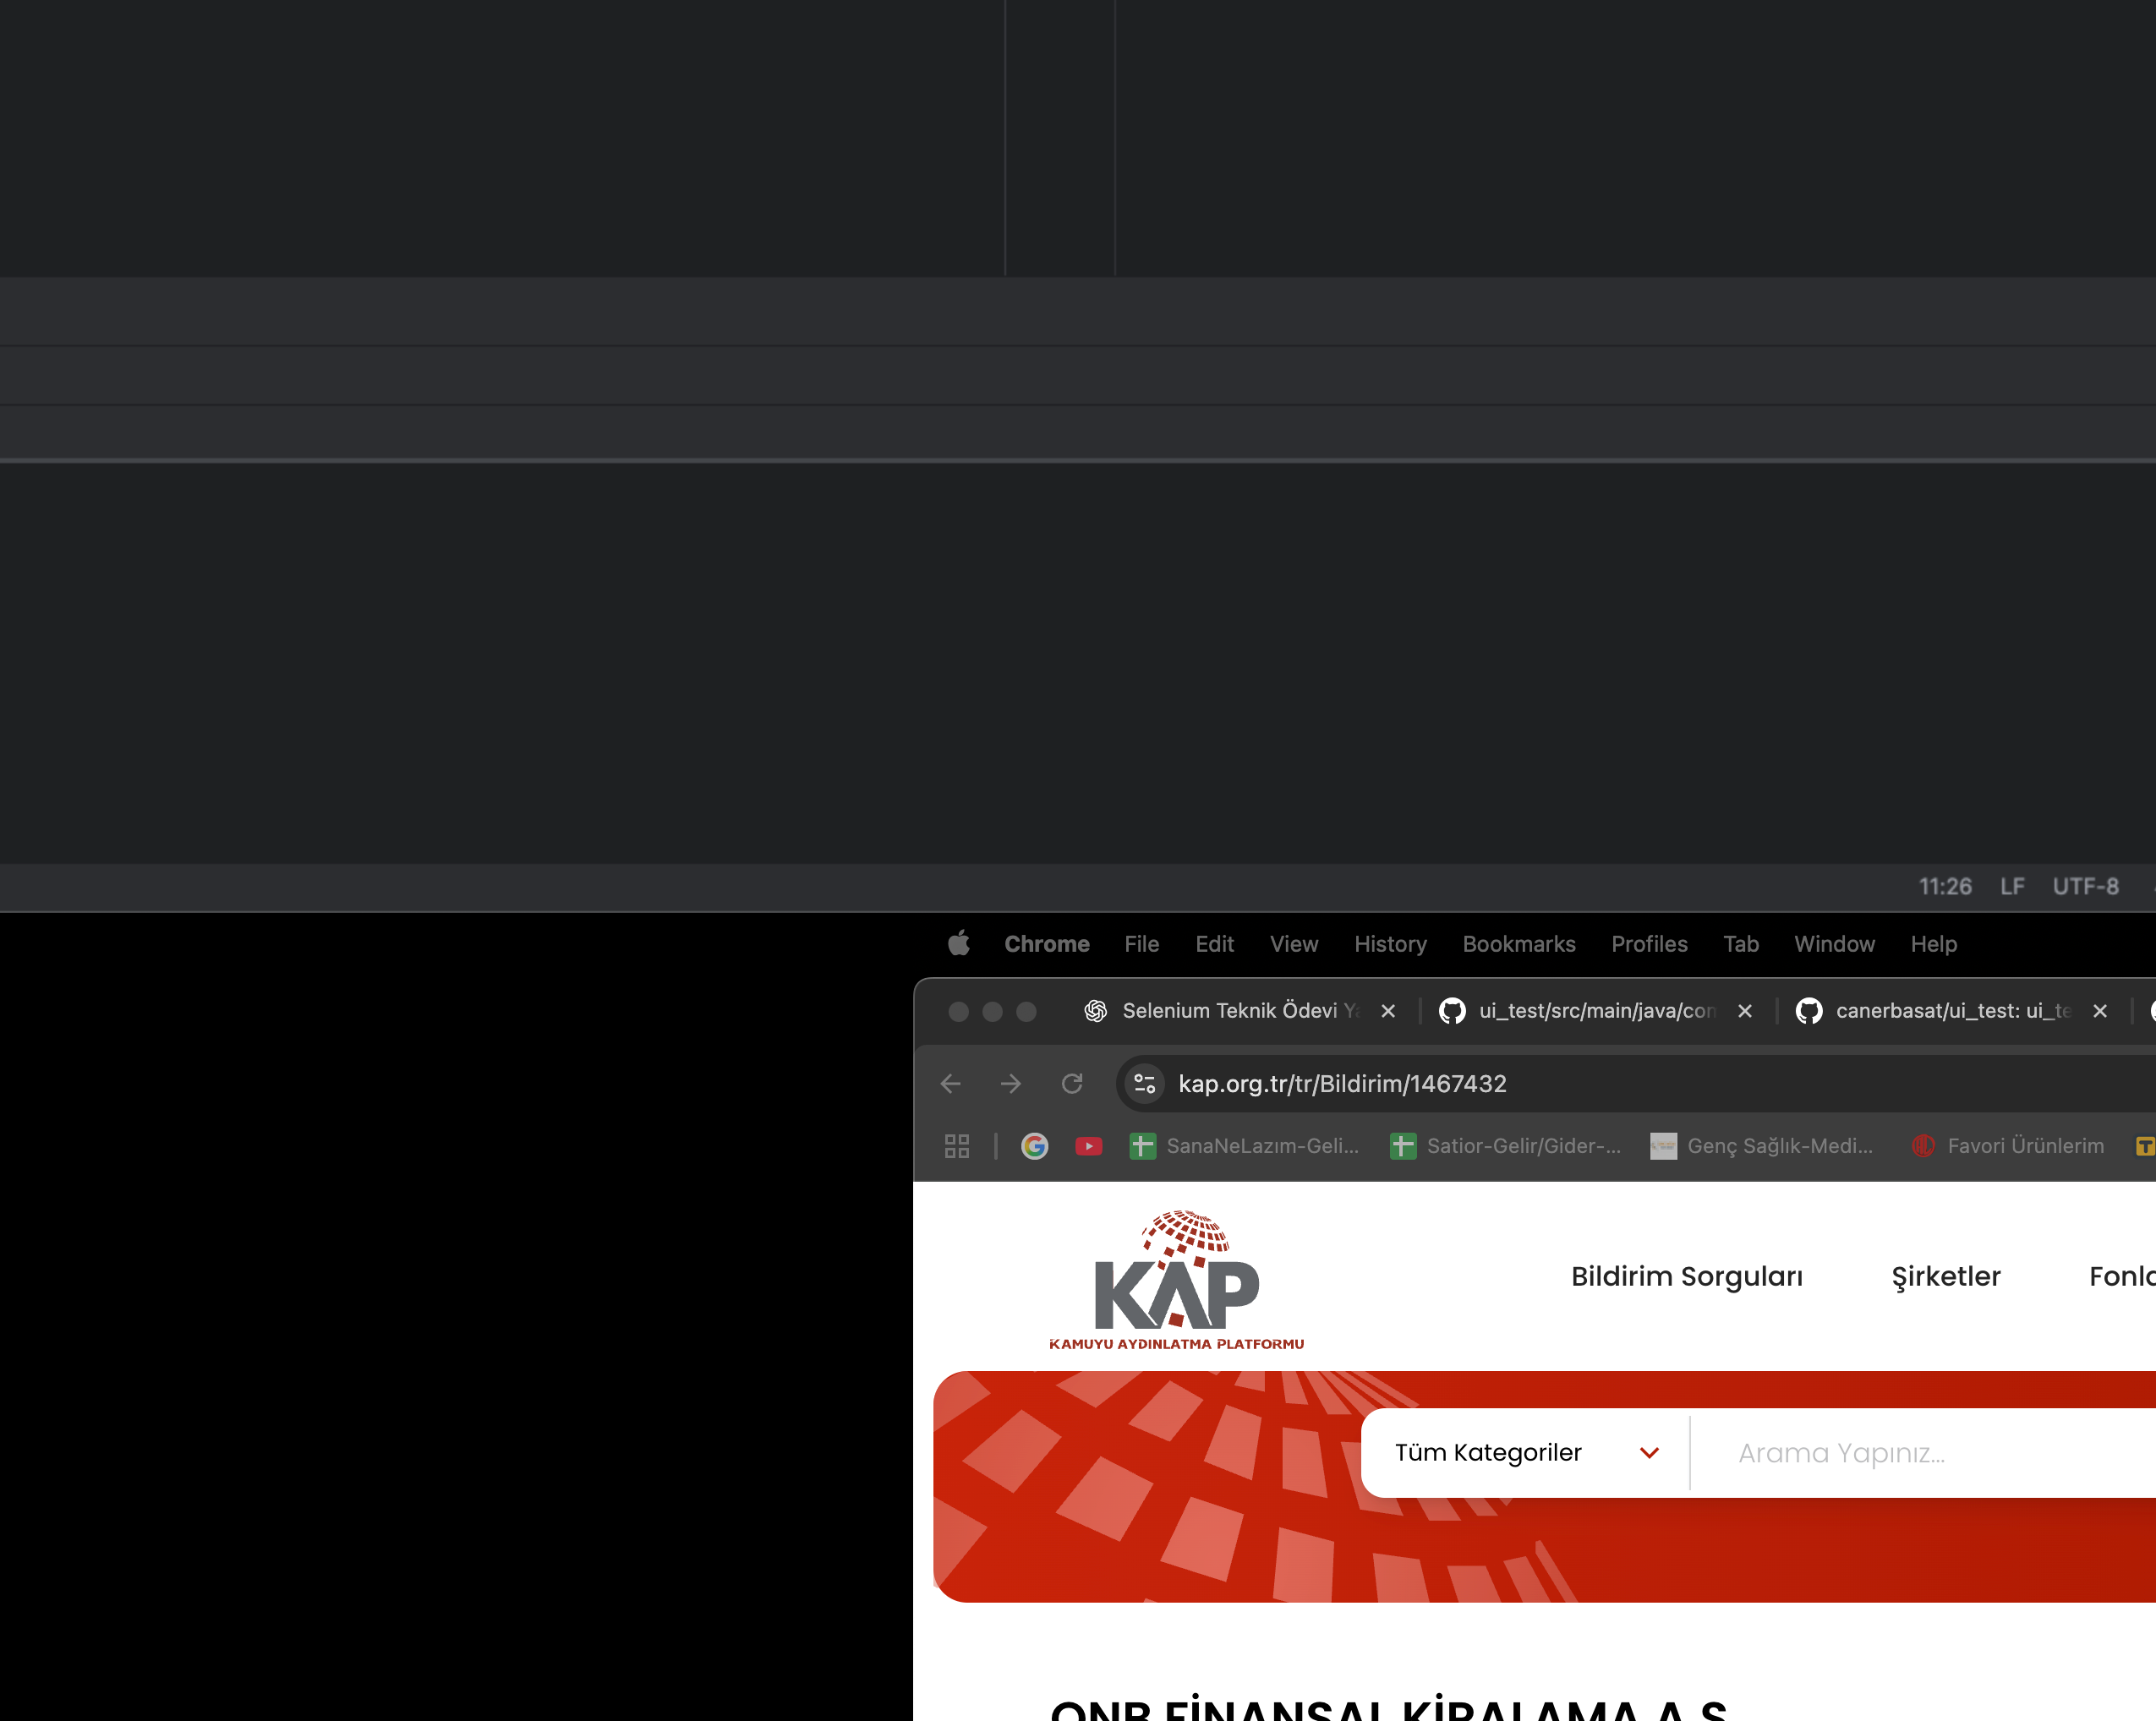 11:26 LF UTF-8
Chrome File Edit View History Bookmarks Profiles Tab Window Help
Selenium Teknik Ödevi Ya ui_test/src/main/java/com canerbasat/ui_test: ui_te
kap.org.tr/tr/Bildirim/1467432
SanaNeLazım-Geli... Satior-Gelir/Gider-... Genç Sağlık-Medi... Favori Ürünlerim
KAP
KAMUYU AYDINLATMA PLATFORMU
Bildirim Sorguları Şirketler Fonla
Tüm Kategoriler Arama Yapınız...
QNB FİNANSAL KİRALAMA A.Ş.